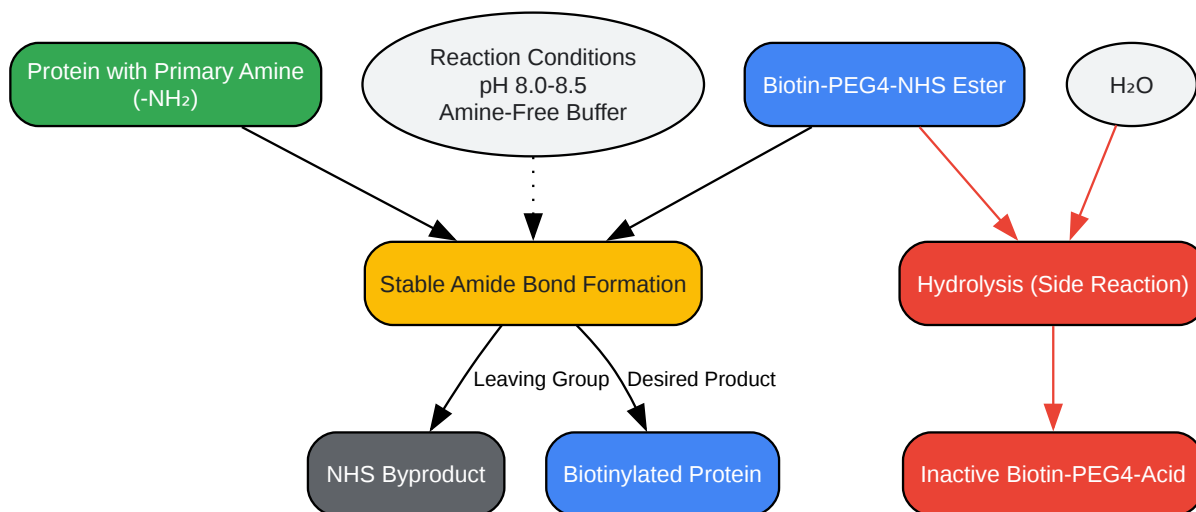 Protein with Primary Amine
(-NH₂)
Reaction Conditions
pH 8.0-8.5
Amine-Free Buffer
Biotin-PEG4-NHS Ester
H₂O
Stable Amide Bond Formation
Hydrolysis (Side Reaction)
Leaving Group
Desired Product
NHS Byproduct
Biotinylated Protein
Inactive Biotin-PEG4-Acid